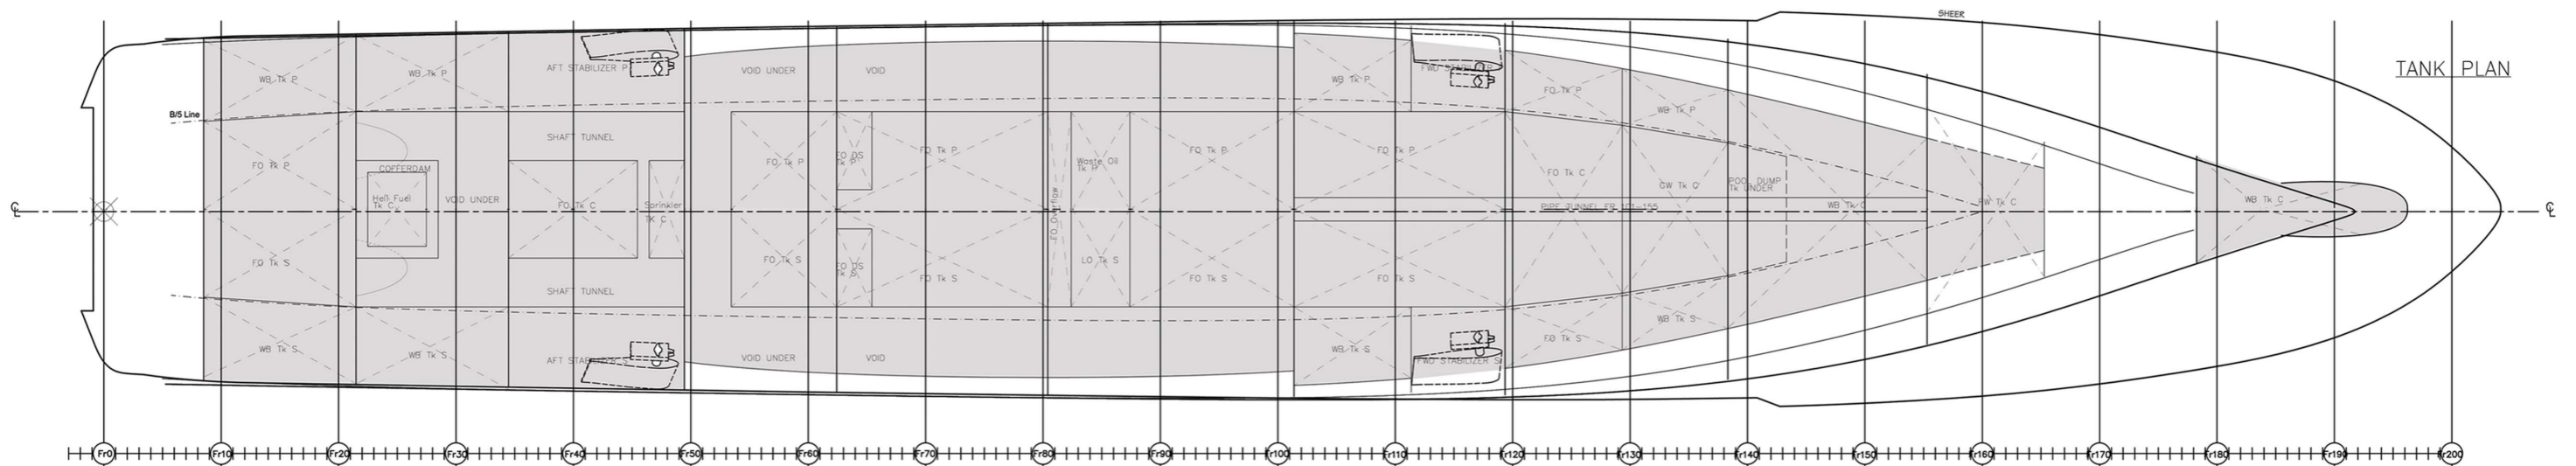 SHEER
TANK PLAN
B/5 Line
WB Tk P
WB Tk P
AFT STABILIZER P
VOID UNDER
VOID
WB Tk P
FWD STABILIZER
FO Tk P
WB Tk P
SHAFT TUNNEL
FO Tk P
COFFERDAM
Heli Fuel
Tk C
VOID UNDER
FO Tk C
Sprinkler
TK C
FO Tk P
FO DS
Tk P
FO Tk P
FO Overflow
Waste Oil
Tk P
FO Tk P
FO Tk P
FO Tk C
GW Tk C
POOL DUMP
Tk UNDER
PIPE TUNNEL FR 101-155
WB Tk C
FW Tk C
WB Tk C
FO Tk S
FO Tk S
FO DS
Tk S
FO Tk S
LO Tk S
FO Tk S
FO Tk S
SHAFT TUNNEL
WB Tk S
WB Tk S
AFT STABILIZER S
VOID UNDER
VOID
WB Tk S
FWD STABILIZER S
FO Tk S
WB Tk S
Fr0 Fr10 Fr20 Fr30 Fr40 Fr50 Fr60 Fr70 Fr80 Fr90 Fr100 Fr110 Fr120 Fr130 Fr140 Fr150 Fr160 Fr170 Fr180 Fr190 Fr200